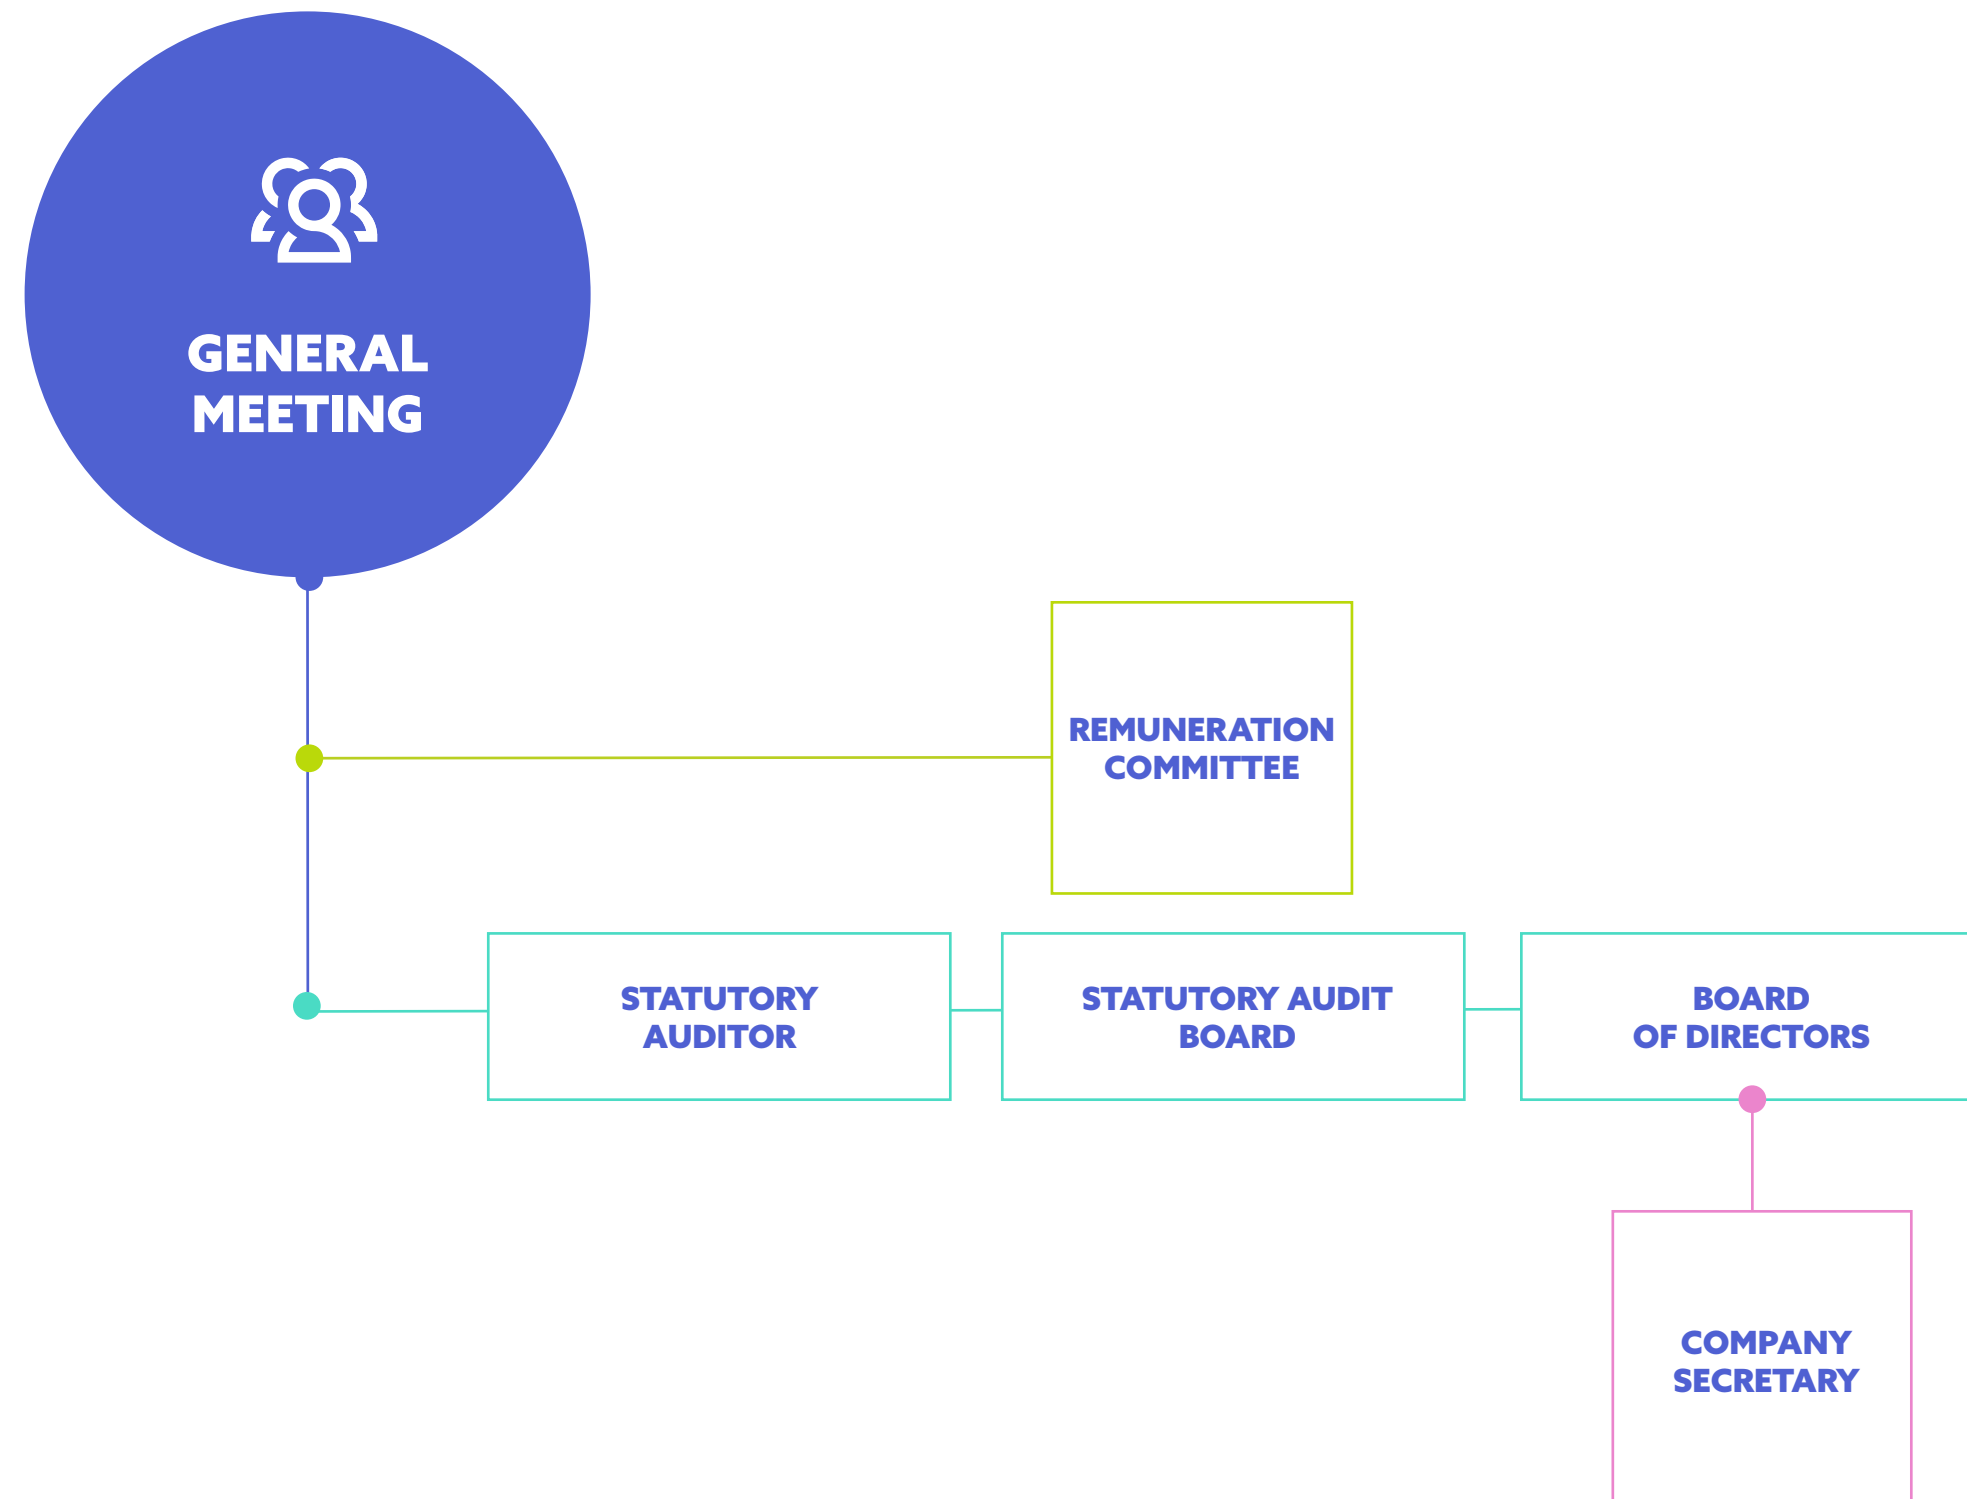 GENERAL
MEETING
REMUNERATION
COMMITTEE
STATUTORY
AUDITOR
STATUTORY AUDIT
BOARD
BOARD
OF DIRECTORS
COMPANY
SECRETARY